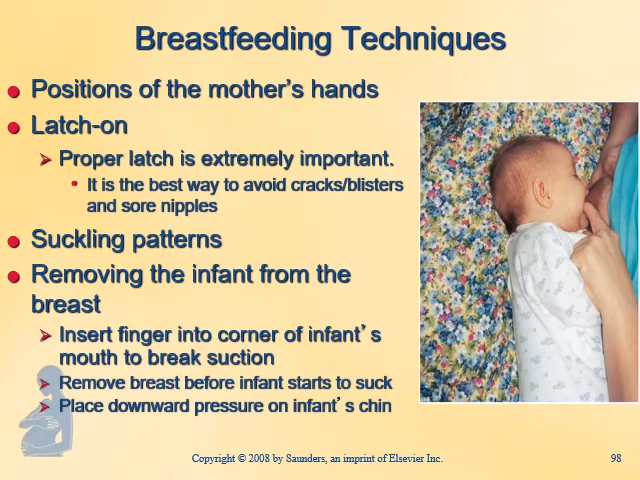 Breastfeeding Techniques
Positions of the mother’s hands
Latch-on
Proper latch is extremely important.
It is the best way to avoid cracks/blisters
and sore nipples
Suckling patterns
Removing the infant from the
breast
Insert finger into corner of infant’s
mouth to break suction
Remove breast before infant starts to suck
Place downward pressure on infant’s chin
Copyright © 2008 by Saunders, an imprint of Elsevier Inc.
98